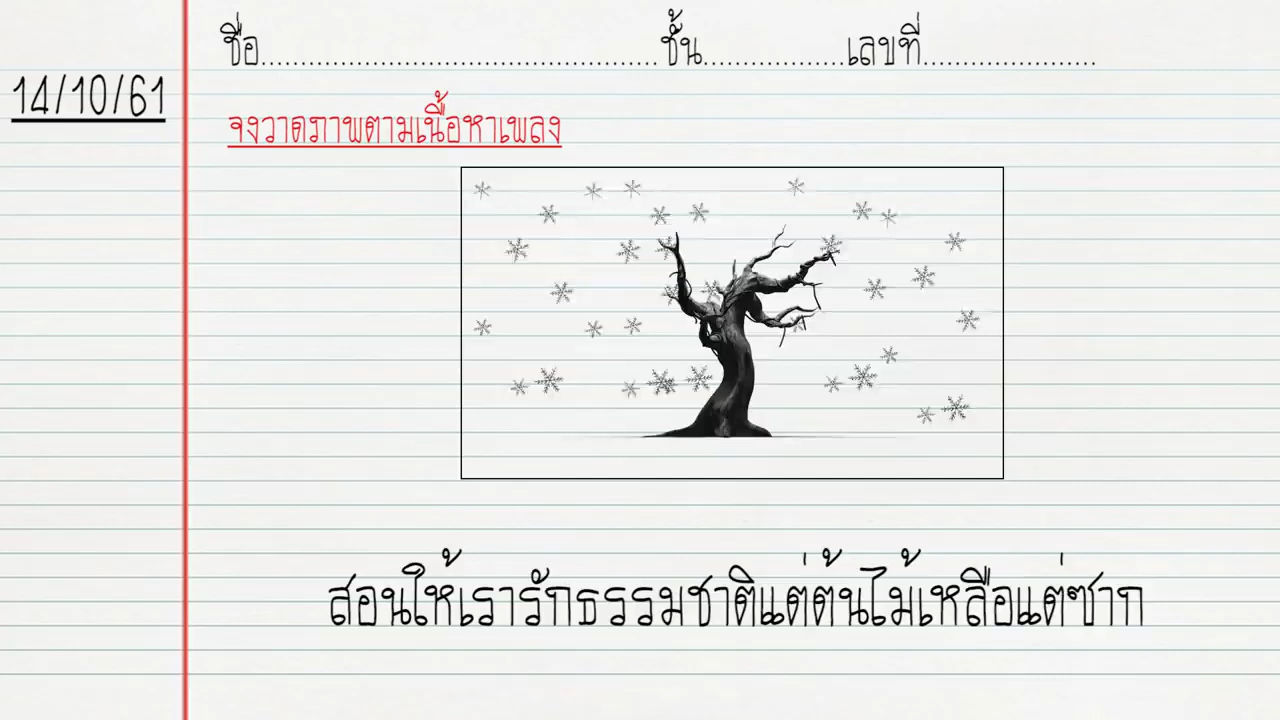 ชื่อ.................................................ชั้น.................เลขที่.....................
14/10/61
จงวาดภาพตามเนื้อหาเพลง
สอนให้เรารักธรรมชาติแต่ต้นไม้เหลือแต่ซาก